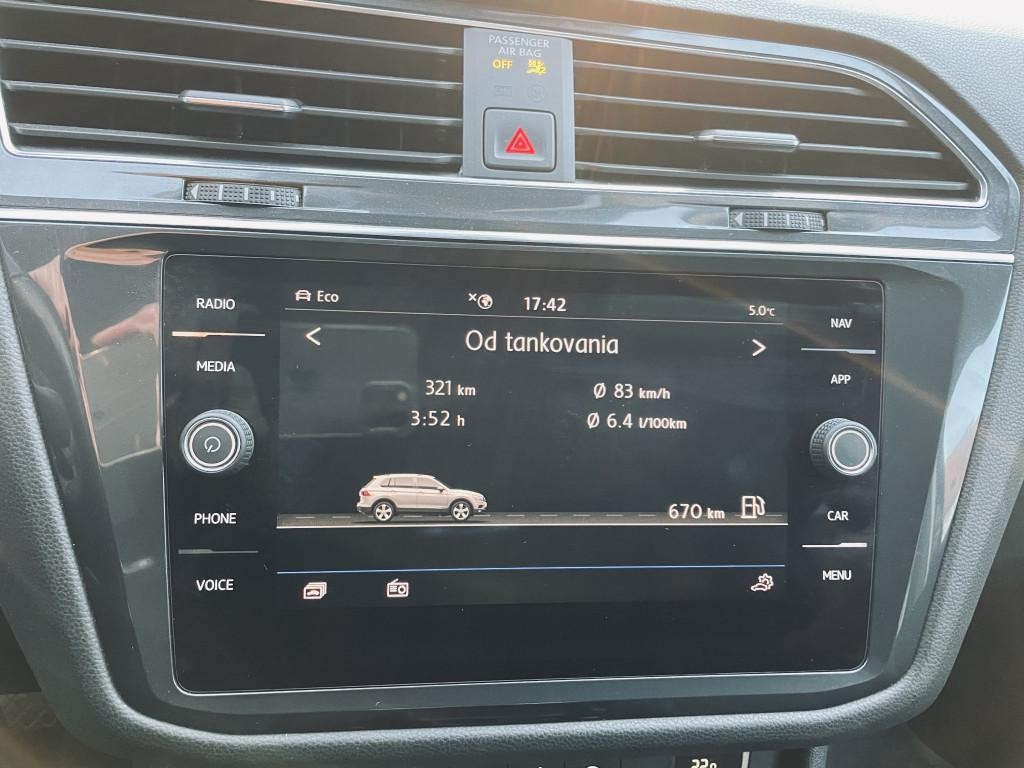 PASSENGER
AIR BAG
OFF
ON
RADIO
Eco
17:42
5.0°C
NAV
Od tankovania
MEDIA
APP
321 km
Ø 83 km/h
3:52 h
Ø 6.4 l/100km
670 km
PHONE
CAR
VOICE
MENU